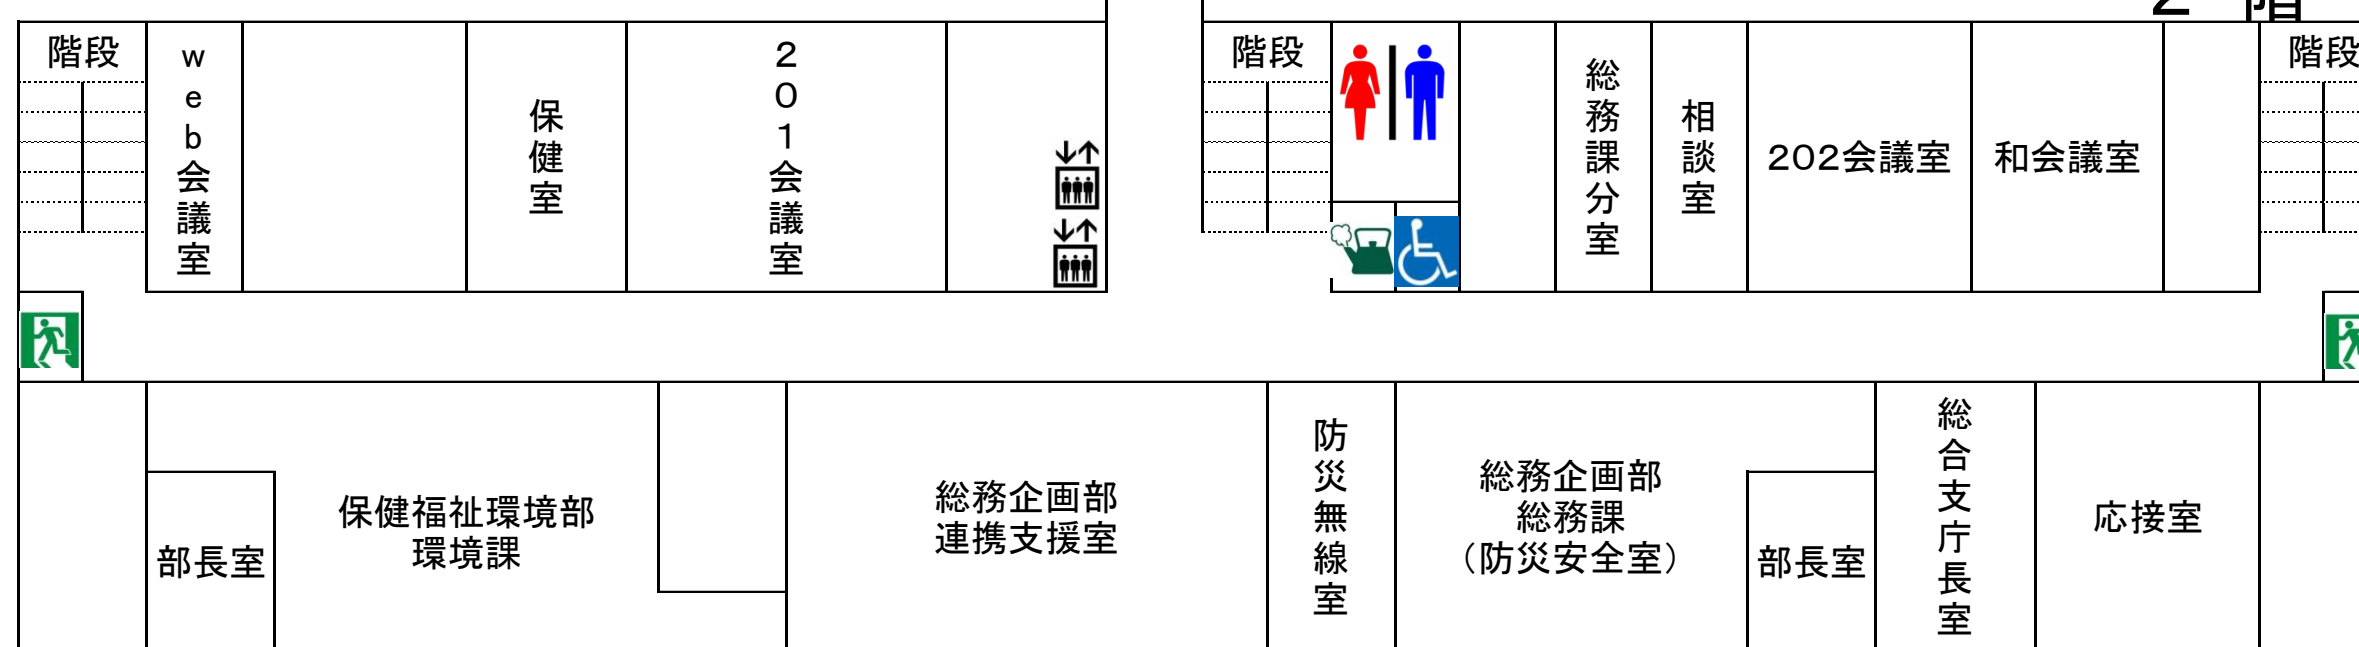 ２ 階
階段
web会議室
保健室
２０１会議室
階段
総務課分室
相談室
202会議室
和会議室
階段
部長室
保健福祉環境部
環境課
総務企画部
連携支援室
防災無線室
総務企画部
総務課
（防災安全室）
部長室
総合支庁長室
応接室